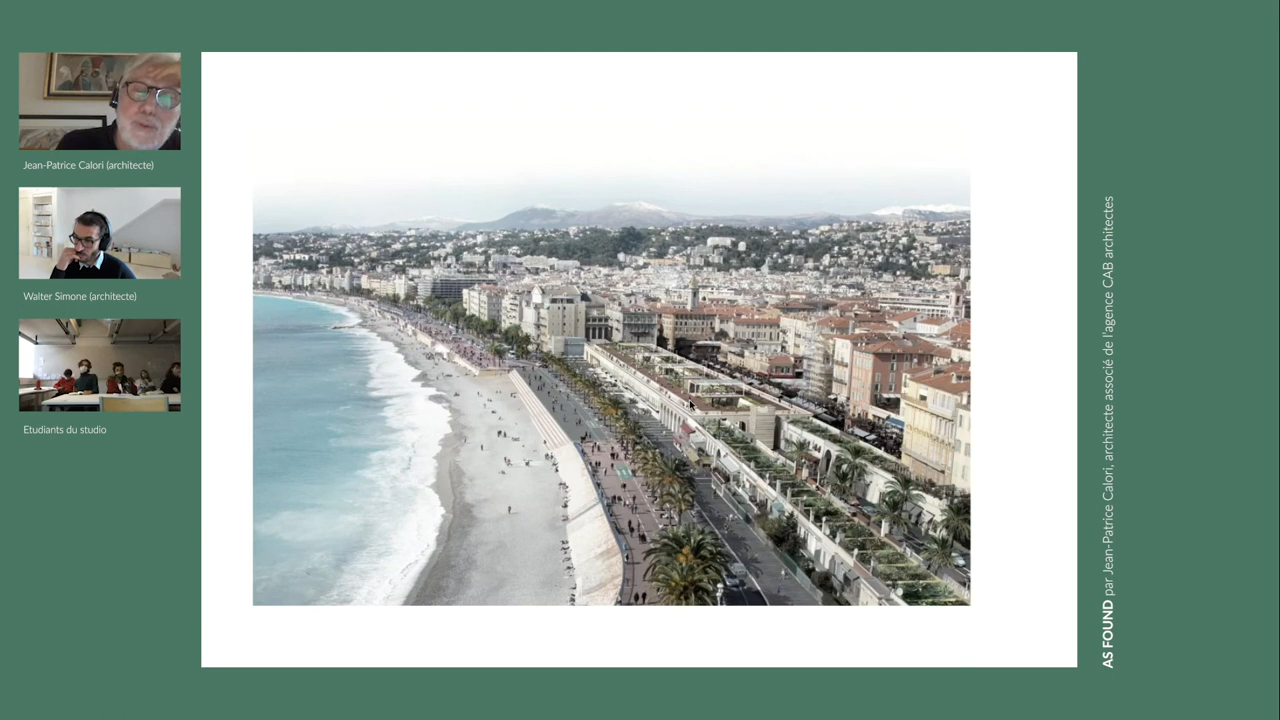 Jean-Patrice Calori (architecte)
Walter Simone (architecte)
Etudiants du studio
AS FOUND par Jean-Patrice Calori, architecte associé de l'agence CAB architectes